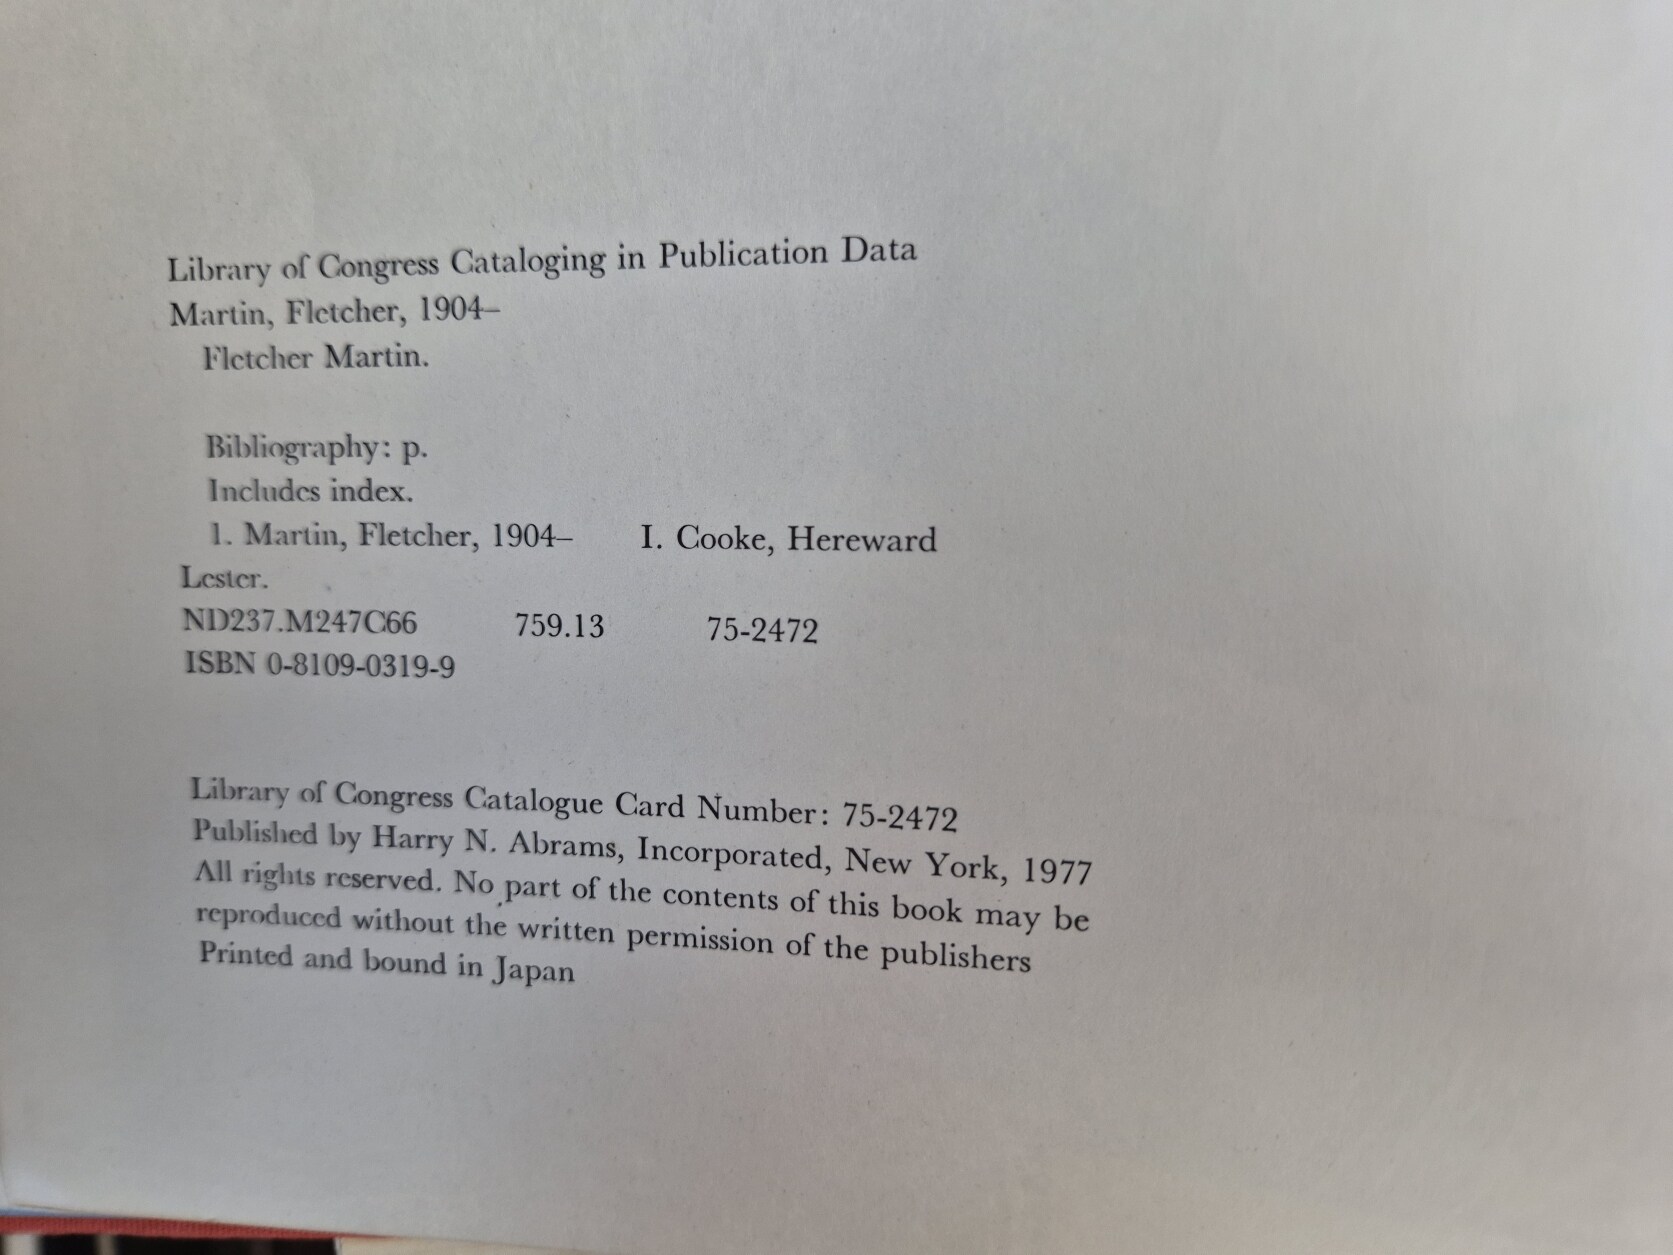 Library of Congress Cataloging in Publication Data
Martin, Fletcher, 1904–
Fletcher Martin.
Bibliography: p.
Includes index.
1. Martin, Fletcher, 1904– I. Cooke, Hereward
Lester.
ND237.M247C66 759.13 75-2472
ISBN 0-8109-0319-9
Library of Congress Catalogue Card Number: 75-2472
Published by Harry N. Abrams, Incorporated, New York, 1977
All rights reserved. No part of the contents of this book may be
reproduced without the written permission of the publishers
Printed and bound in Japan